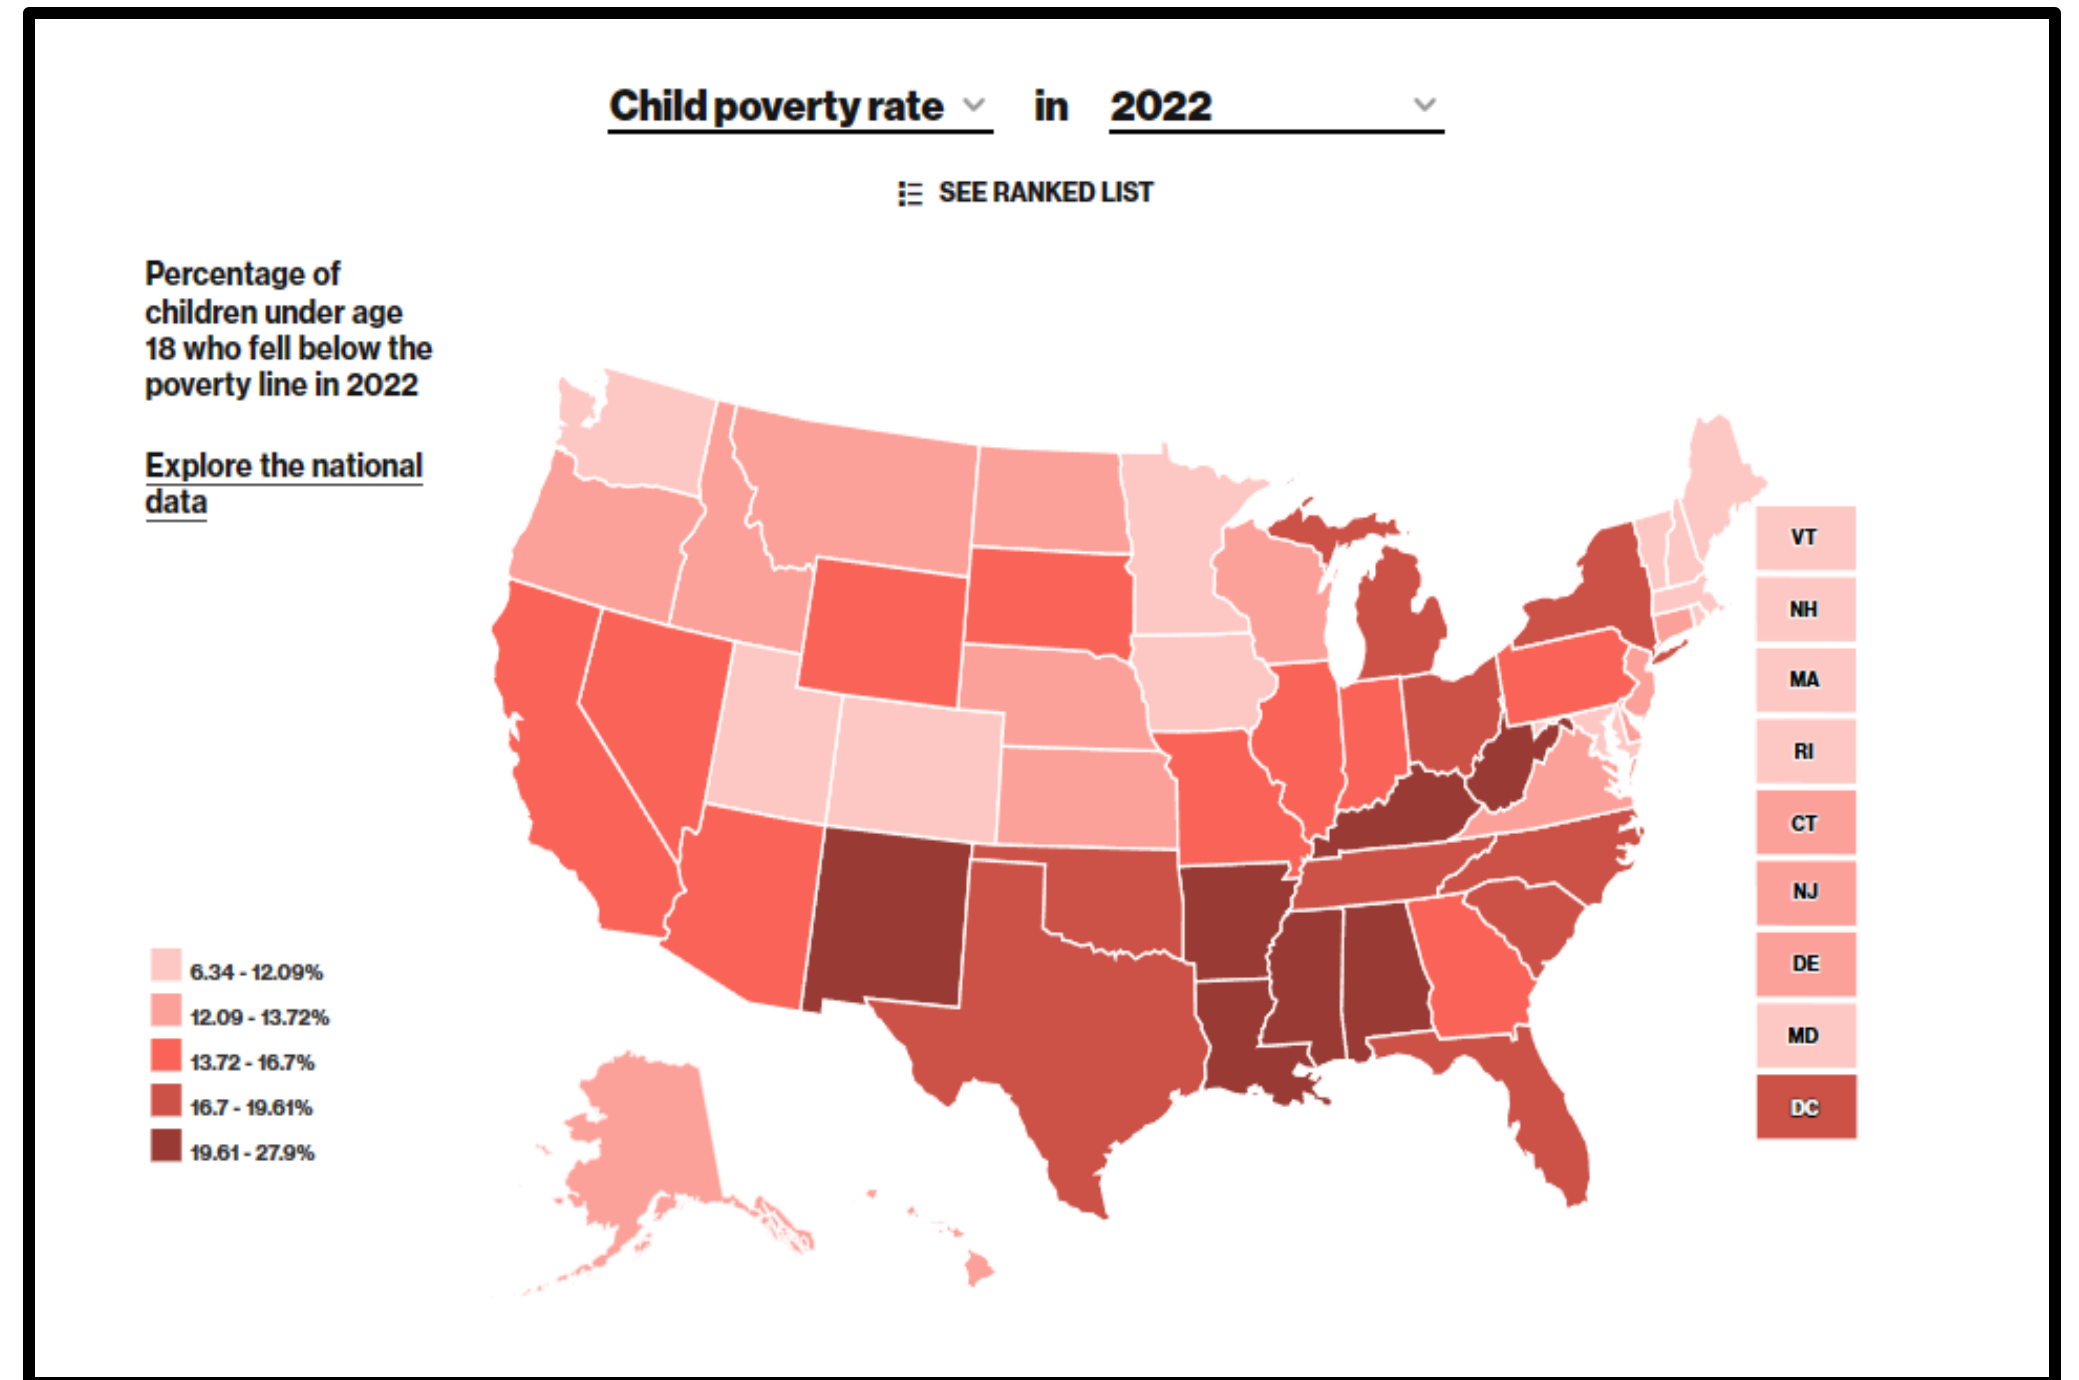 Child poverty rate in 2022
SEE RANKED LIST
Percentage of
children under age
18 who fell below the
poverty line in 2022
Explore the national
data
VT
NH
MA
RI
CT
NJ
DE
MD
DC
6.34 - 12.09%
12.09 - 13.72%
13.72 - 16.7%
16.7 - 19.61%
19.61 - 27.9%